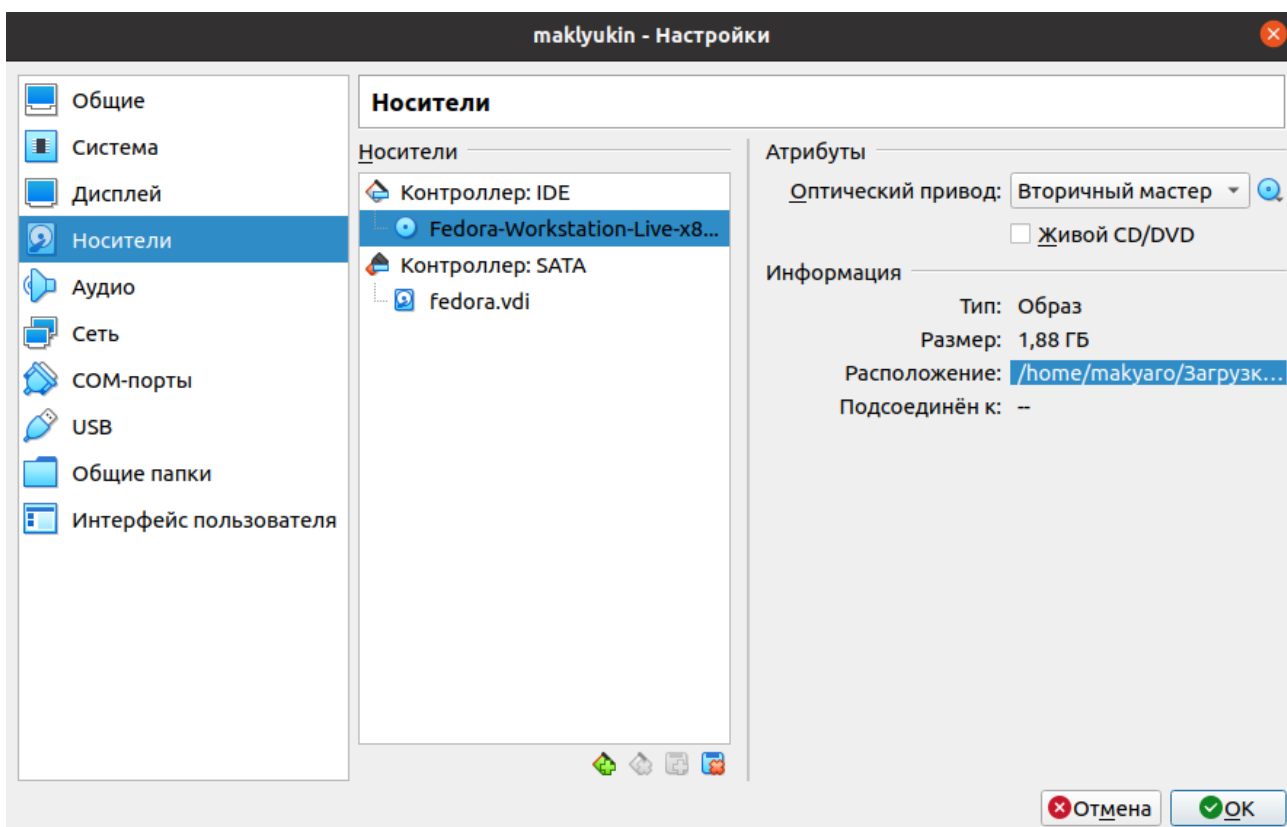 maklyukin - Настройки
Общие
Система
Дисплей
Носители
Аудио
Сеть
COM-порты
USB
Общие папки
Интерфейс пользователя
Носители
Носители
Контроллер: IDE
Fedora-Workstation-Live-x8...
Контроллер: SATA
fedora.vdi
Атрибуты
Оптический привод: Вторичный мастер
Живой CD/DVD
Информация
Тип: Образ
Размер: 1,88 ГБ
Расположение: /home/makyaro/Загрузк...
Подсоединён к: --
Отмена
OK